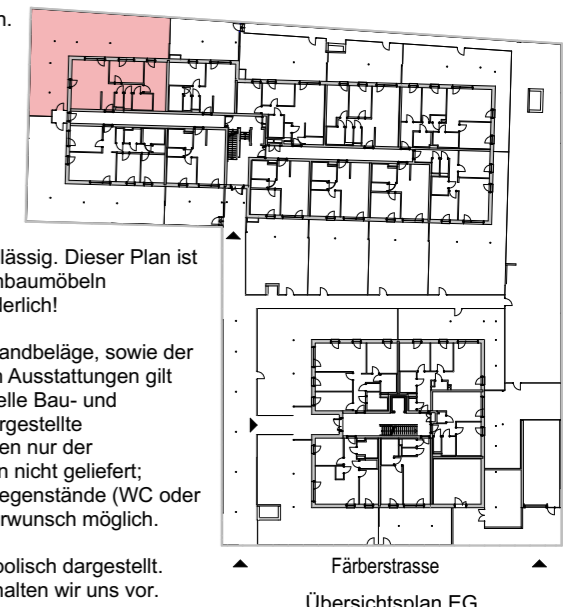 n.
lässig. Dieser Plan ist
nbaumöbeln
derlich!
andbeläge, sowie der
n Ausstattungen gilt
elle Bau- und
rgestellte
en nur der
n nicht geliefert;
egenstände (WC oder
rwunsch möglich.
bolisch dargestellt.
halten wir uns vor.
Färberstrasse
Übersichtsplan EG